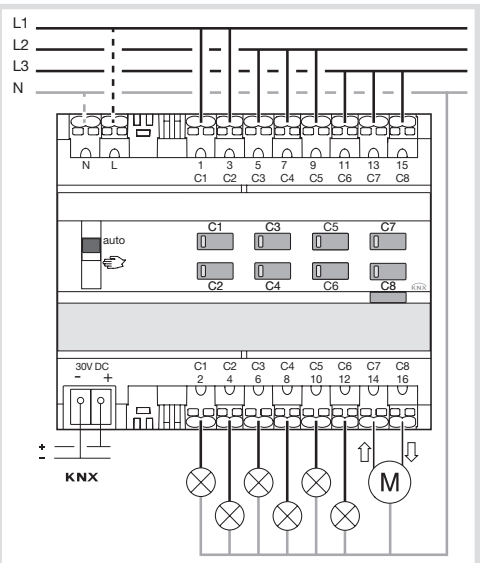 L1
L2
L3
N
N L 1 3 5 7 9 11 13 15
C1 C2 C3 C4 C5 C6 C7 C8
C1 C3 C5 C7
auto
C2 C4 C6 C8 KNX
30V DC C1 C2 C3 C4 C5 C6 C7 C8
- + 2 4 6 8 10 12 14 16
+
-
KNX
M